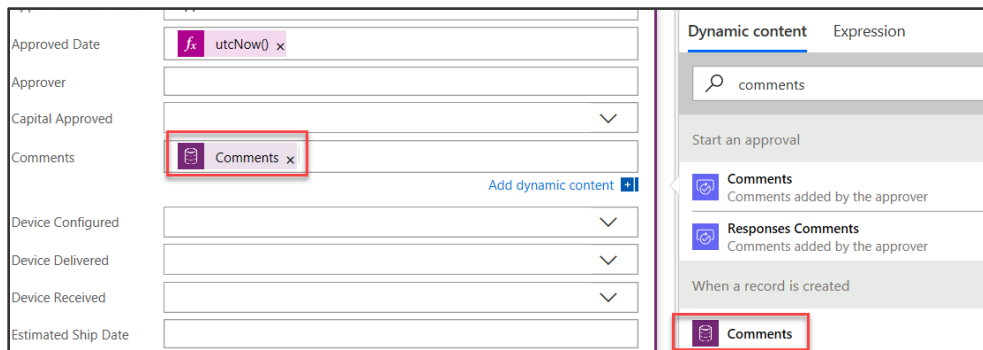 Approved Date
fx utcNow() ×
Approver
Capital Approved
Comments
Comments ×
Add dynamic content
Device Configured
Device Delivered
Device Received
Estimated Ship Date
Dynamic content Expression
comments
Start an approval
Comments
Comments added by the approver
Responses Comments
Comments added by the approver
When a record is created
Comments